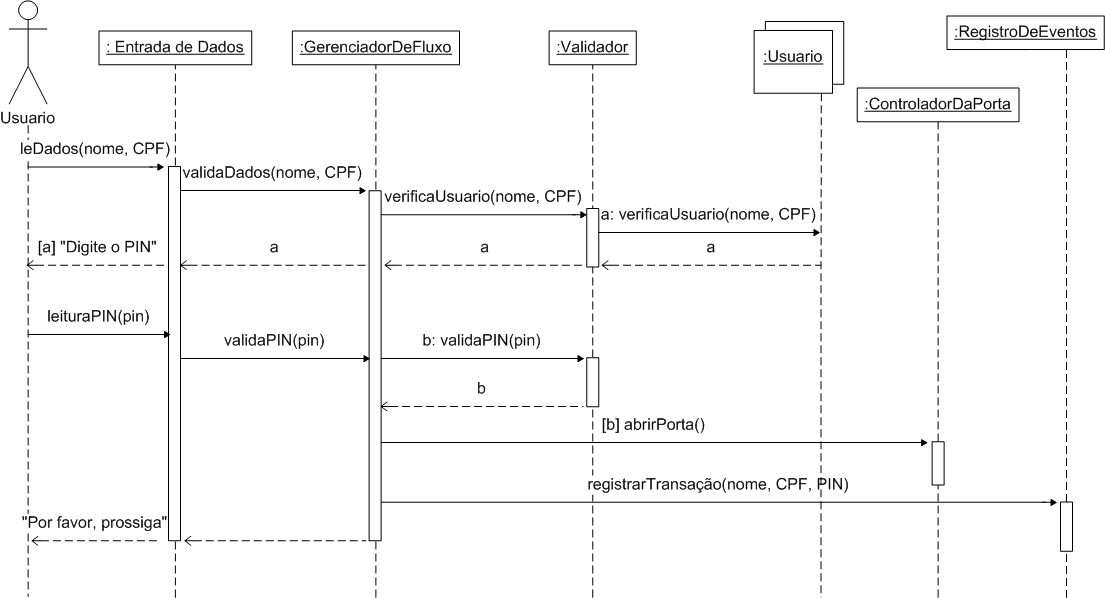 :RegistroDeEventos
: Entrada de Dados
:GerenciadorDeFluxo
:Validador
:Usuario
:ControladorDaPorta
Usuario
leDados(nome, CPF)
validaDados(nome, CPF)
verificaUsuario(nome, CPF)
a: verificaUsuario(nome, CPF)
[a] "Digite o PIN"
a
a
a
leituraPIN(pin)
validaPIN(pin)
b: validaPIN(pin)
b
[b] abrirPorta()
registrarTransação(nome, CPF, PIN)
"Por favor, prossiga"